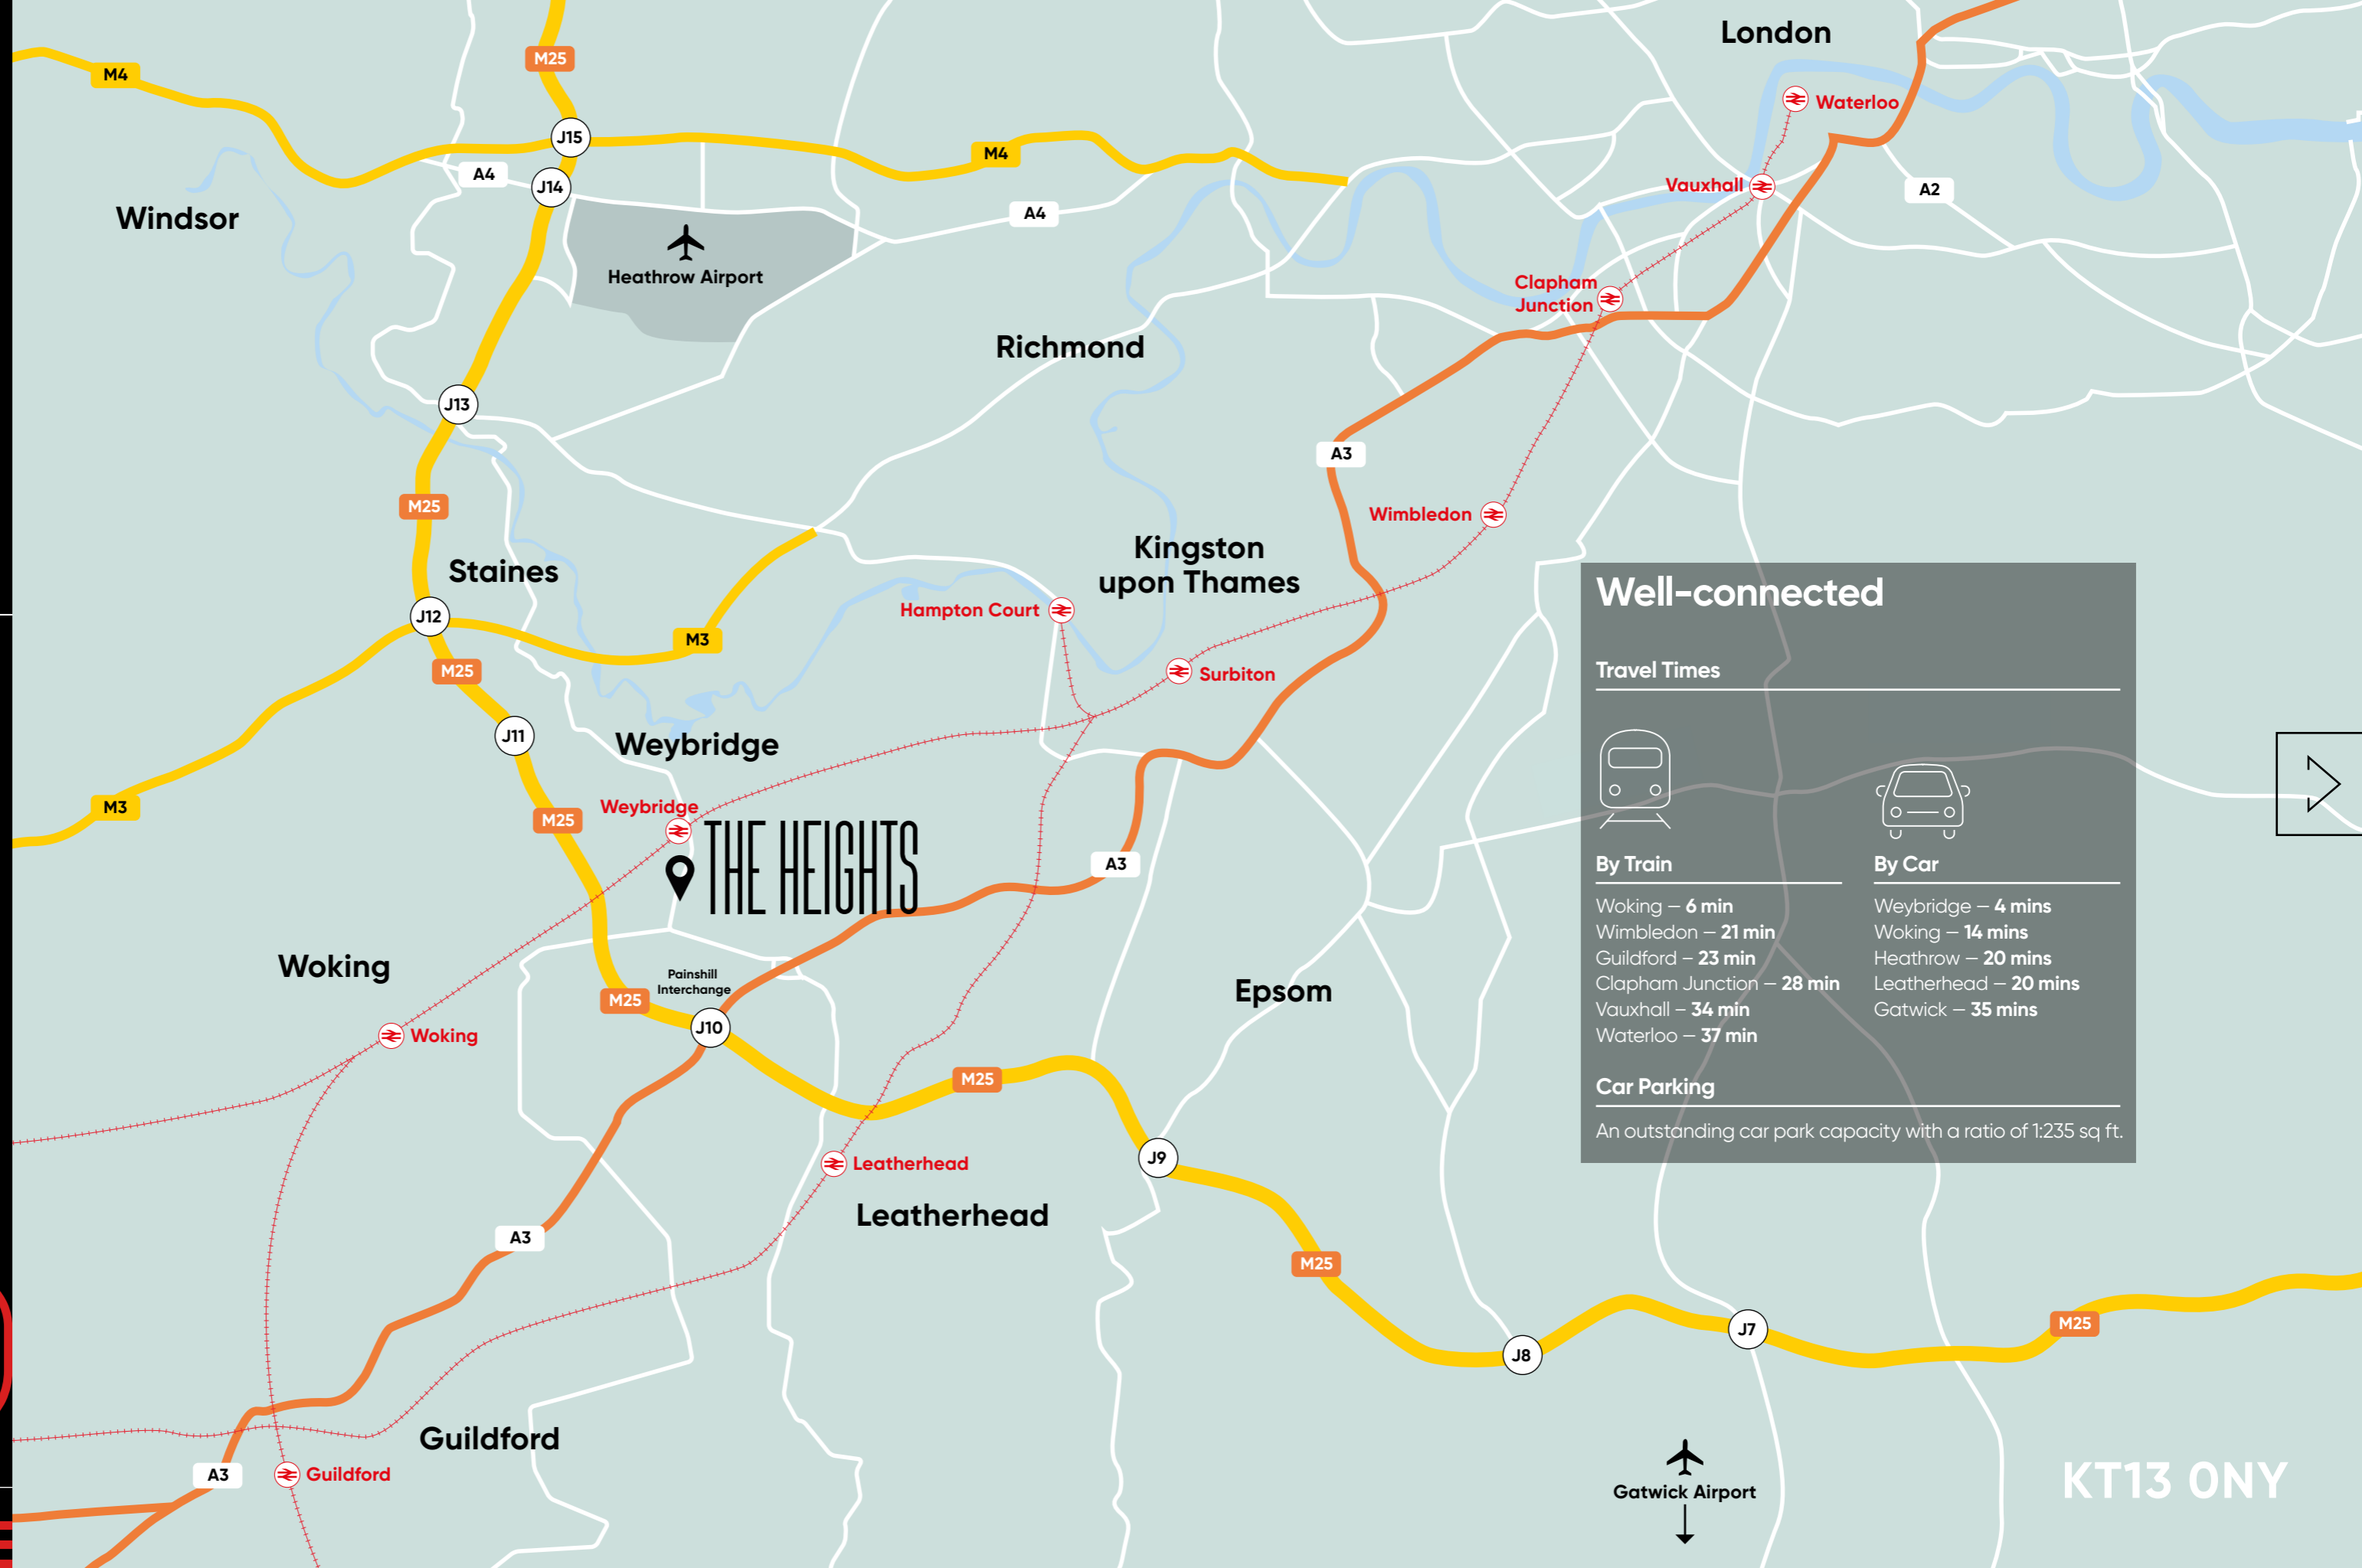 London
M25
M4
Waterloo
J15
M4
A4
J14
Vauxhall
A2
A4
Windsor
Heathrow Airport
Clapham
Junction
Richmond
J13
A3
M25
Wimbledon
Kingston
upon Thames
Staines
Hampton Court
J12
M3
M25
Surbiton
J11
Weybridge
M3
Weybridge
M25
THE HEIGHTS
A3
Woking
Painshill
Interchange
M25
J10
Epsom
Woking
M25
J9
Leatherhead
Leatherhead
A3
M25
J7
M25
J8
Guildford
A3
Guildford
Gatwick Airport
Well-connected
Travel Times
By Train
Woking – 6 min
Wimbledon – 21 min
Guildford – 23 min
Clapham Junction – 28 min
Vauxhall – 34 min
Waterloo – 37 min
By Car
Weybridge – 4 mins
Woking – 14 mins
Heathrow – 20 mins
Leatherhead – 20 mins
Gatwick – 35 mins
Car Parking
An outstanding car park capacity with a ratio of 1:235 sq ft.
KT13 0NY